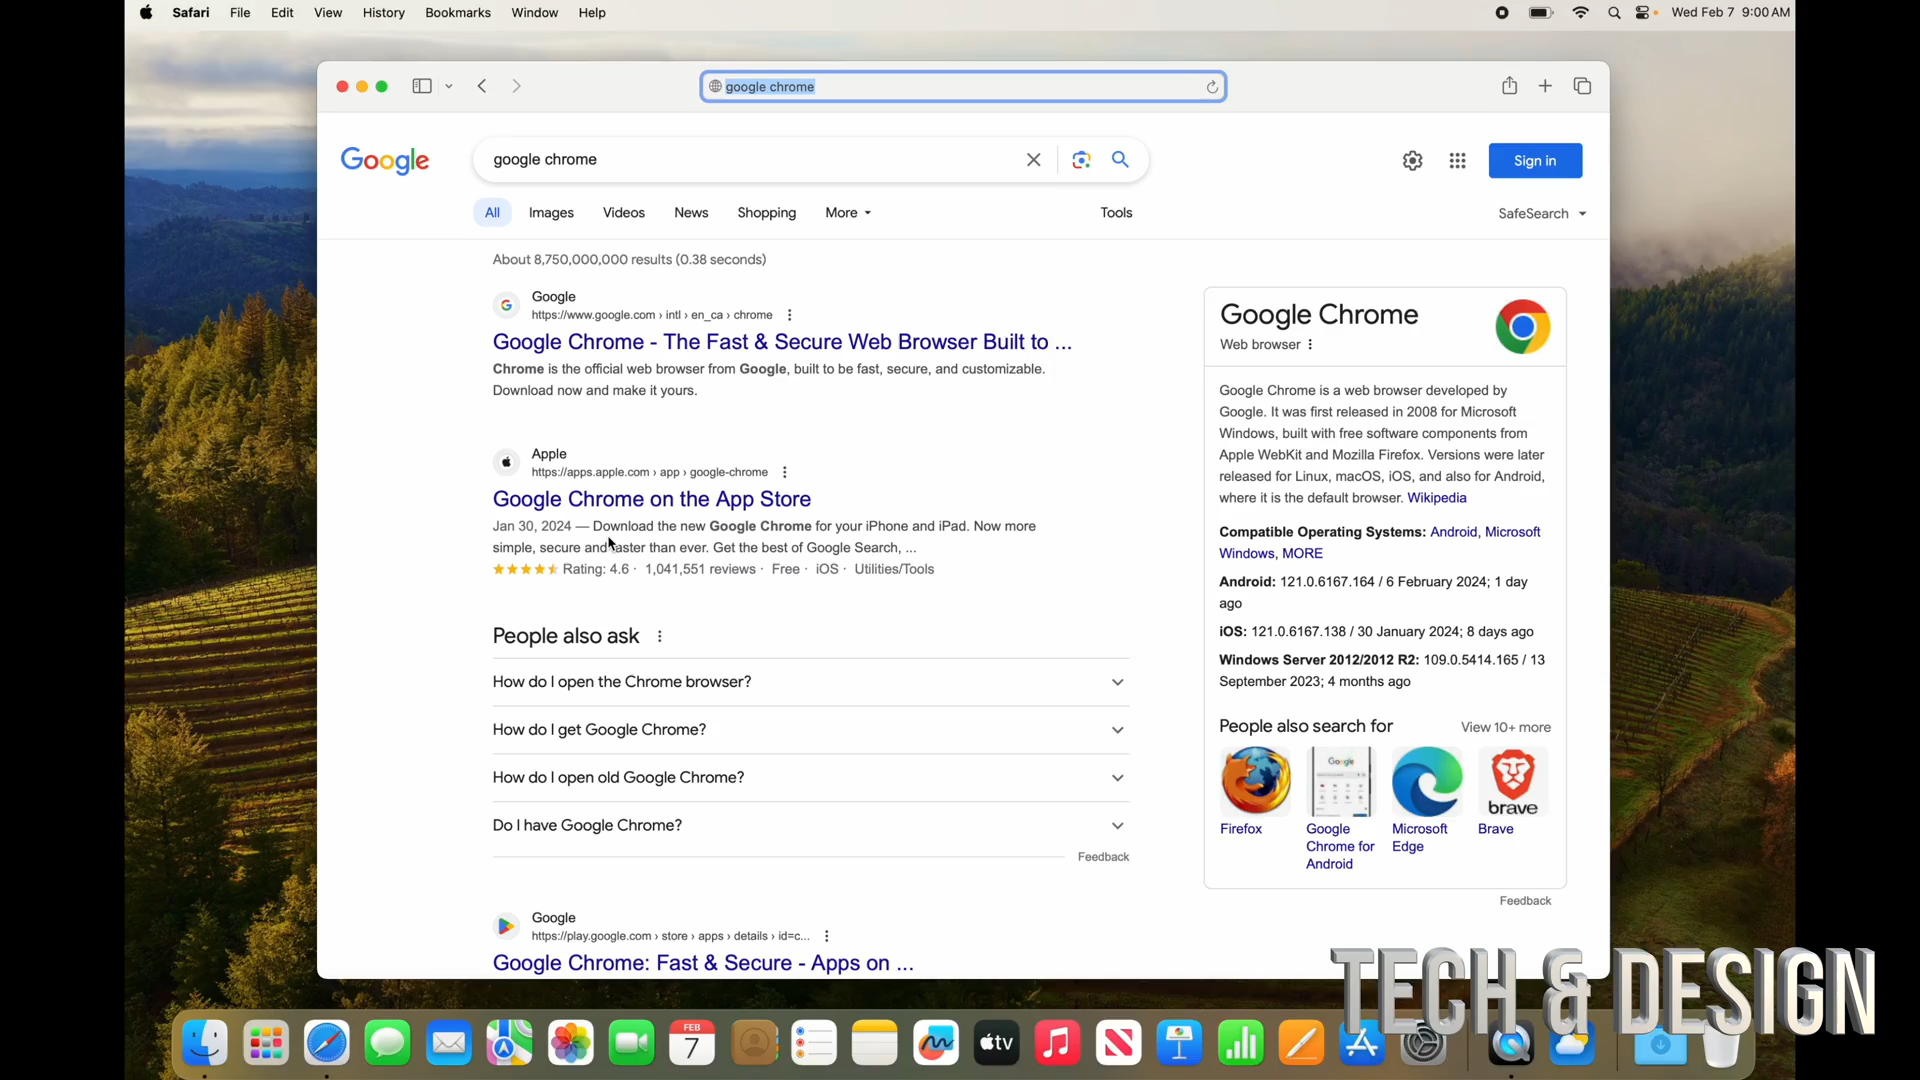 Safari File Edit View History Bookmarks Window Help
Wed Feb 7 9:00 AM
google chrome
Google
google chrome
Sign in
All Images Videos News Shopping More Tools
SafeSearch
About 8,750,000,000 results (0.38 seconds)
Google
https://www.google.com › intl › en_ca › chrome
Google Chrome - The Fast & Secure Web Browser Built to ...
Chrome is the official web browser from Google, built to be fast, secure, and customizable.
Download now and make it yours.
Apple
https://apps.apple.com › app › google-chrome
Google Chrome on the App Store
Jan 30, 2024 — Download the new Google Chrome for your iPhone and iPad. Now more
simple, secure and faster than ever. Get the best of Google Search, ...
Rating: 4.6 · 1,041,551 reviews · Free · iOS · Utilities/Tools
People also ask
How do I open the Chrome browser?
How do I get Google Chrome?
How do I open old Google Chrome?
Do I have Google Chrome?
Feedback
Google
https://play.google.com › store › apps › details › id=c...
Google Chrome: Fast & Secure - Apps on ...
Google Chrome
Web browser
Google Chrome is a web browser developed by
Google. It was first released in 2008 for Microsoft
Windows, built with free software components from
Apple WebKit and Mozilla Firefox. Versions were later
released for Linux, macOS, iOS, and also for Android,
where it is the default browser. Wikipedia
Compatible Operating Systems: Android, Microsoft
Windows, MORE
Android: 121.0.6167.164 / 6 February 2024; 1 day
ago
iOS: 121.0.6167.138 / 30 January 2024; 8 days ago
Windows Server 2012/2012 R2: 109.0.5414.165 / 13
September 2023; 4 months ago
People also search for
View 10+ more
Google
brave
Firefox
Google
Chrome for
Android
Microsoft
Edge
Brave
Feedback
TECH & DESIGN
FEB
7
tv